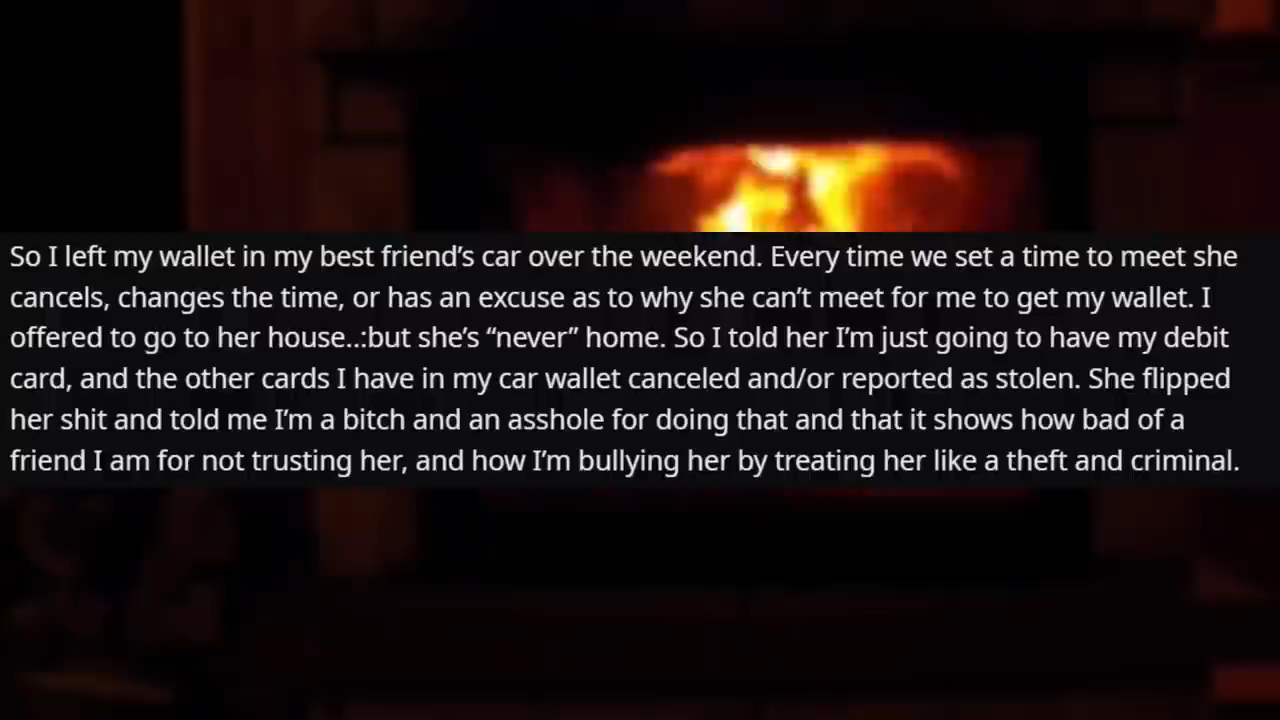 So I left my wallet in my best friend’s car over the weekend. Every time we set a time to meet she
cancels, changes the time, or has an excuse as to why she can’t meet for me to get my wallet. I
offered to go to her house..:but she’s “never” home. So I told her I’m just going to have my debit
card, and the other cards I have in my car wallet canceled and/or reported as stolen. She flipped
her shit and told me I’m a bitch and an asshole for doing that and that it shows how bad of a
friend I am for not trusting her, and how I’m bullying her by treating her like a theft and criminal.